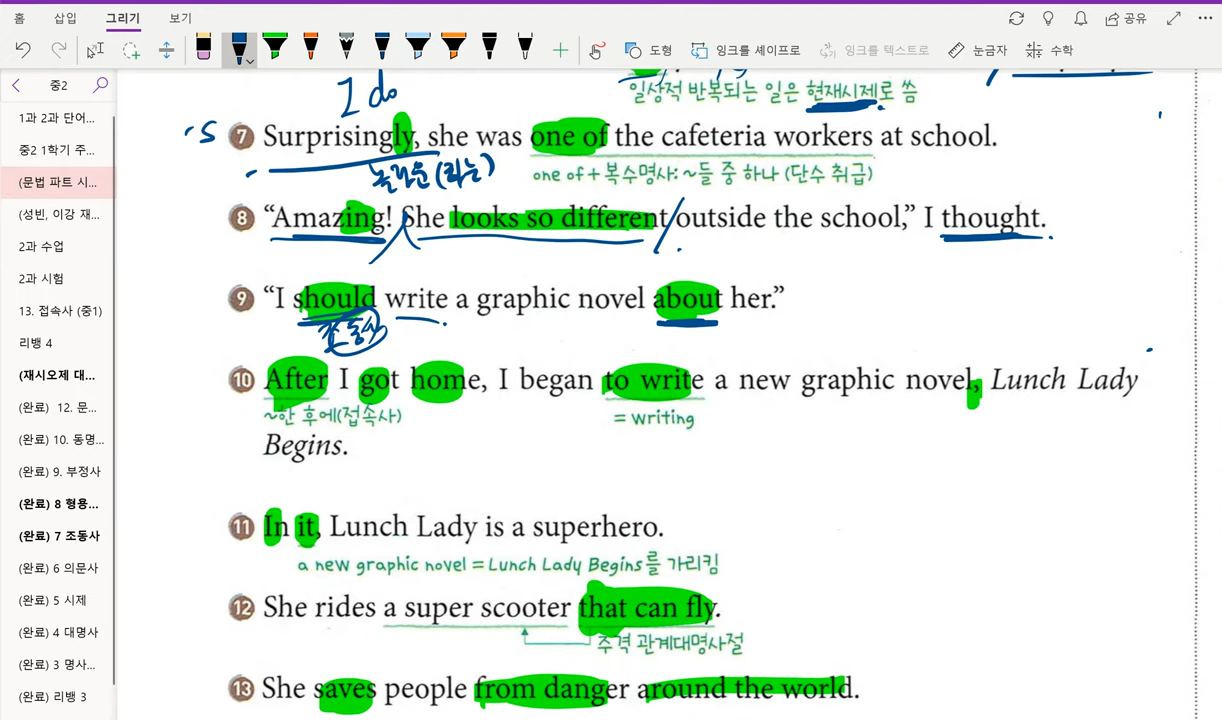 홈 삽입 그리기 보기
공유
도형 잉크를 셰이프로 잉크를 텍스트로 눈금자 수학
중2
1과 2과 단어...
중2 1학기 주...
(문법 파트 시...
(성빈, 이강 재...
2과 수업
2과 시험
13. 접속사 (중1)
리뱅 4
(재시오제 대...
(완료) 12. 문...
(완료) 10. 동명...
(완료) 9. 부정사
(완료) 8 형용...
(완료) 7 조동사
(완료) 6 의문사
(완료) 5 시제
(완료) 4 대명사
(완료) 3 명사...
(완료) 리뱅 3
일상적 반복되는 일은 현재시제로 씀
I do
's ⑦ Surprisingly, she was one of the cafeteria workers at school.
one of + 복수명사: ~들 중 하나 (단수 취급)
⑧ “Amazing! She looks so different outside the school,” I thought.
⑨ “I should write a graphic novel about her.”
조동사
⑩ After I got home, I began to write a new graphic novel, Lunch Lady
~한 후에(접속사) = writing
Begins.
⑪ In it, Lunch Lady is a superhero.
a new graphic novel = Lunch Lady Begins를 가리킴
⑫ She rides a super scooter that can fly.
주격 관계대명사절
⑬ She saves people from danger around the world.